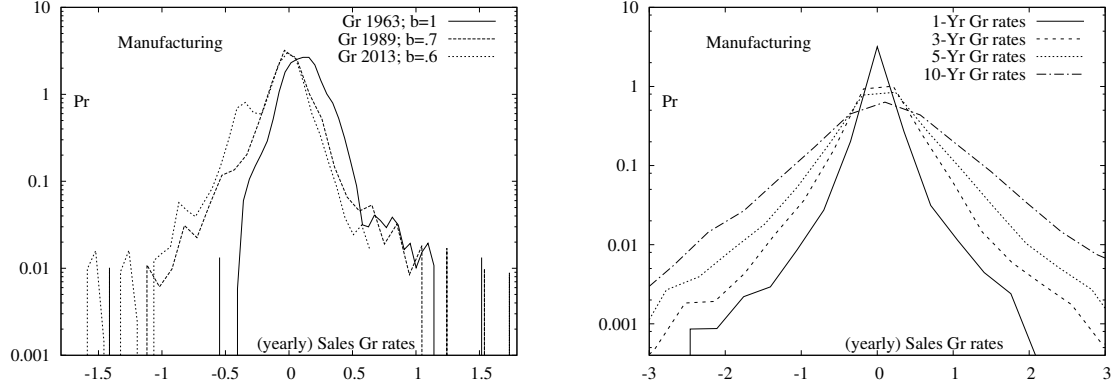 10
Gr 1963; b=1
Manufacturing
Gr 1989; b=.7
Gr 2013; b=.6
1
Pr
0.1
0.01
(yearly) Sales Gr rates
0.001
-1.5 -1 -0.5 0 0.5 1 1.5
10
1-Yr Gr rates
Manufacturing
3-Yr Gr rates
5-Yr Gr rates
10-Yr Gr rates
1
Pr
0.1
0.01
0.001
(yearly) Sales Gr rates
-3 -2 -1 0 1 2 3